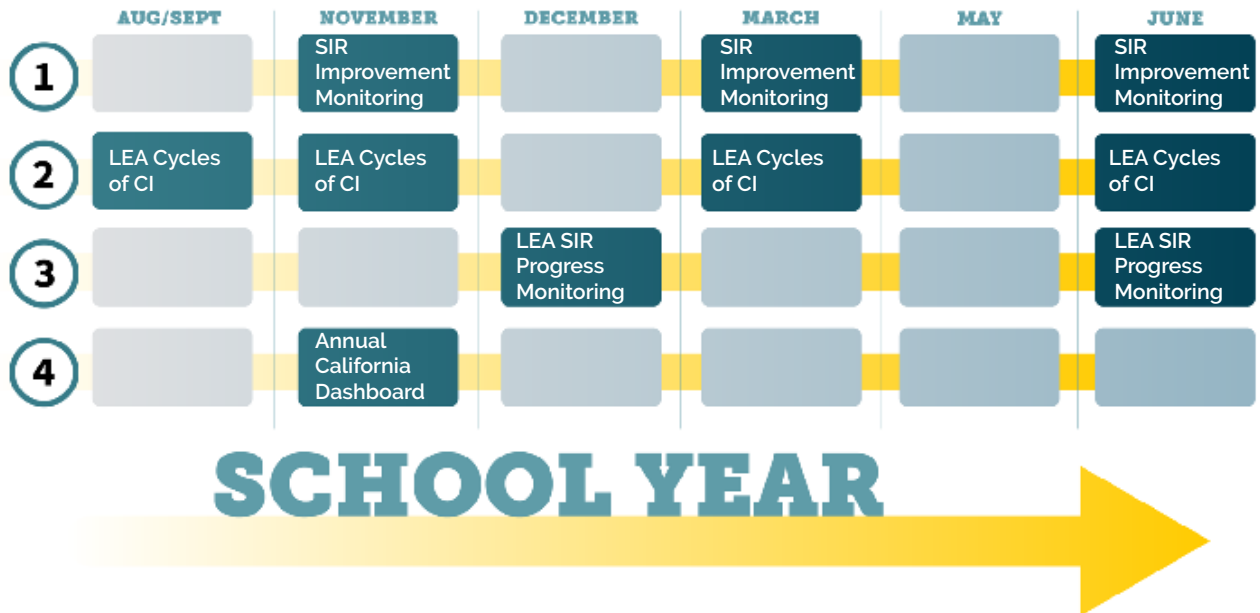 AUG/SEPT NOVEMBER DECEMBER MARCH MAY JUNE
1
SIR
Improvement
Monitoring
SIR
Improvement
Monitoring
SIR
Improvement
Monitoring
2
LEA Cycles
of CI
LEA Cycles
of CI
LEA Cycles
of CI
LEA Cycles
of CI
3
LEA SIR
Progress
Monitoring
LEA SIR
Progress
Monitoring
4
Annual
California
Dashboard
SCHOOL YEAR